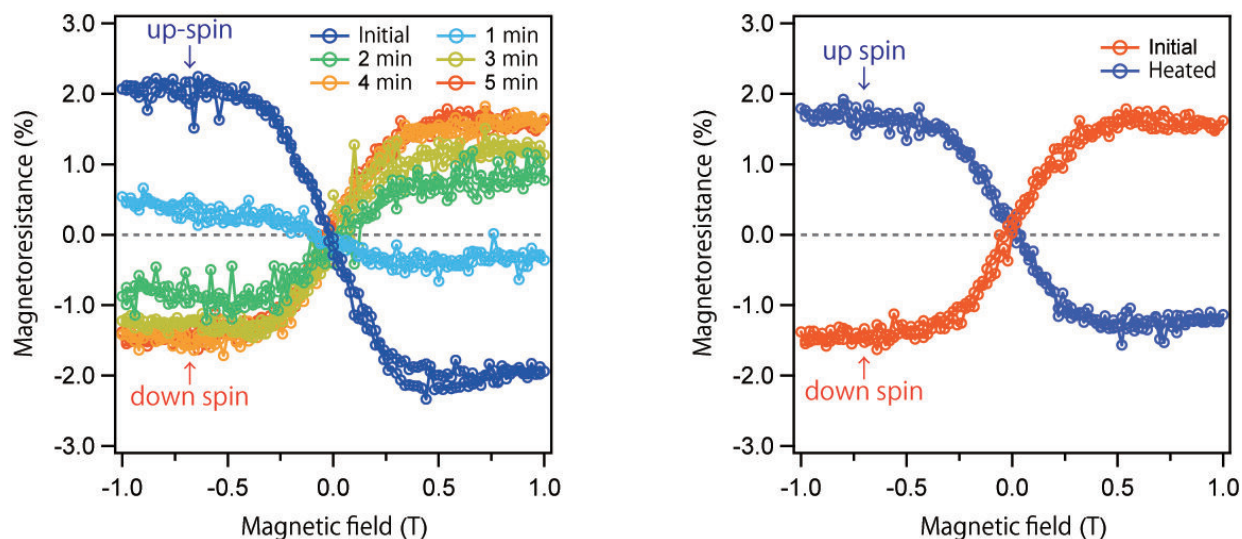 3.0
2.0
1.0
0.0
-1.0
-2.0
-3.0
Magnetoresistance (%)
up-spin
Initial
1 min
2 min
3 min
4 min
5 min
down spin
-1.0
-0.5
0.0
0.5
1.0
Magnetic field (T)
3.0
2.0
1.0
0.0
-1.0
-2.0
-3.0
Magnetoresistance (%)
up spin
Initial
Heated
down spin
-1.0
-0.5
0.0
0.5
1.0
Magnetic field (T)